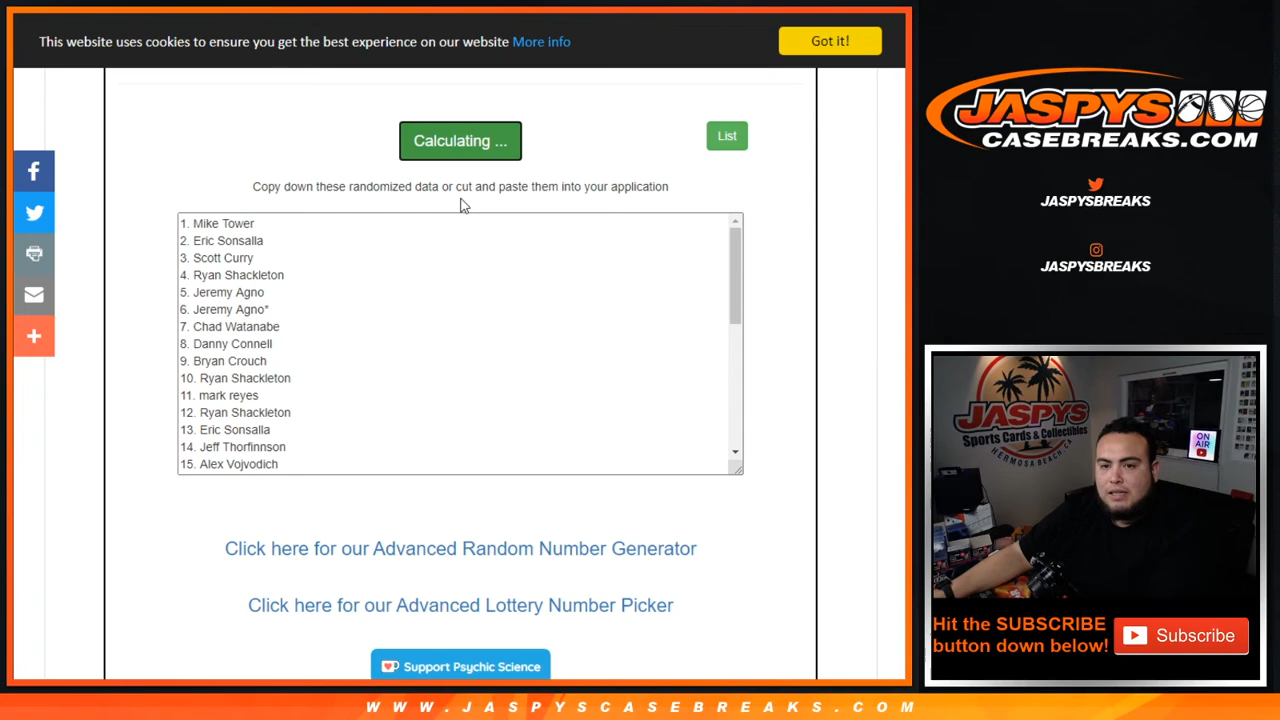 This website uses cookies to ensure you get the best experience on our website More info
Got it!
Calculating ...
List
Copy down these randomized data or cut and paste them into your application
1. Mike Tower
2. Eric Sonsalla
3. Scott Curry
4. Ryan Shackleton
5. Jeremy Agno
6. Jeremy Agno*
7. Chad Watanabe
8. Danny Connell
9. Bryan Crouch
10. Ryan Shackleton
11. mark reyes
12. Ryan Shackleton
13. Eric Sonsalla
14. Jeff Thorfinnson
15. Alex Vojvodich
Click here for our Advanced Random Number Generator
Click here for our Advanced Lottery Number Picker
Support Psychic Science
JASPYS
CASEBREAKS.COM
JASPYSBREAKS
JASPYSBREAKS
JASPYS
Sports Cards & Collectibles
HERMOSA BEACH, CA
ON AIR
Hit the SUBSCRIBE
button down below!
Subscribe
WWW.JASPYSCASEBREAKS.COM